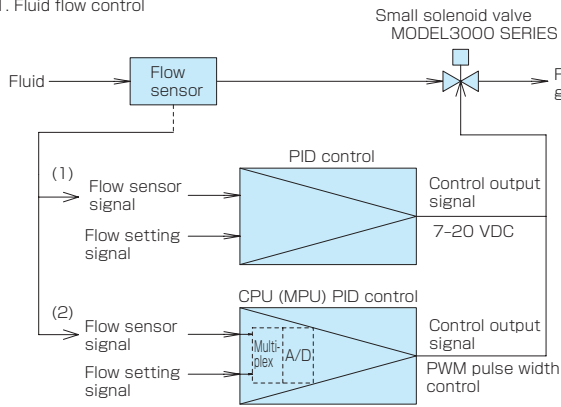 1. Fluid flow control
Small solenoid valve
MODEL3000 SERIES
Fluid
Flow
sensor
(1)
Flow sensor
signal
Flow setting
signal
PID control
Control output
signal
7-20 VDC
(2)
Flow sensor
signal
Flow setting
signal
CPU (MPU) PID control
Multi-
plex
A/D
Control output
signal
PWM pulse width
control